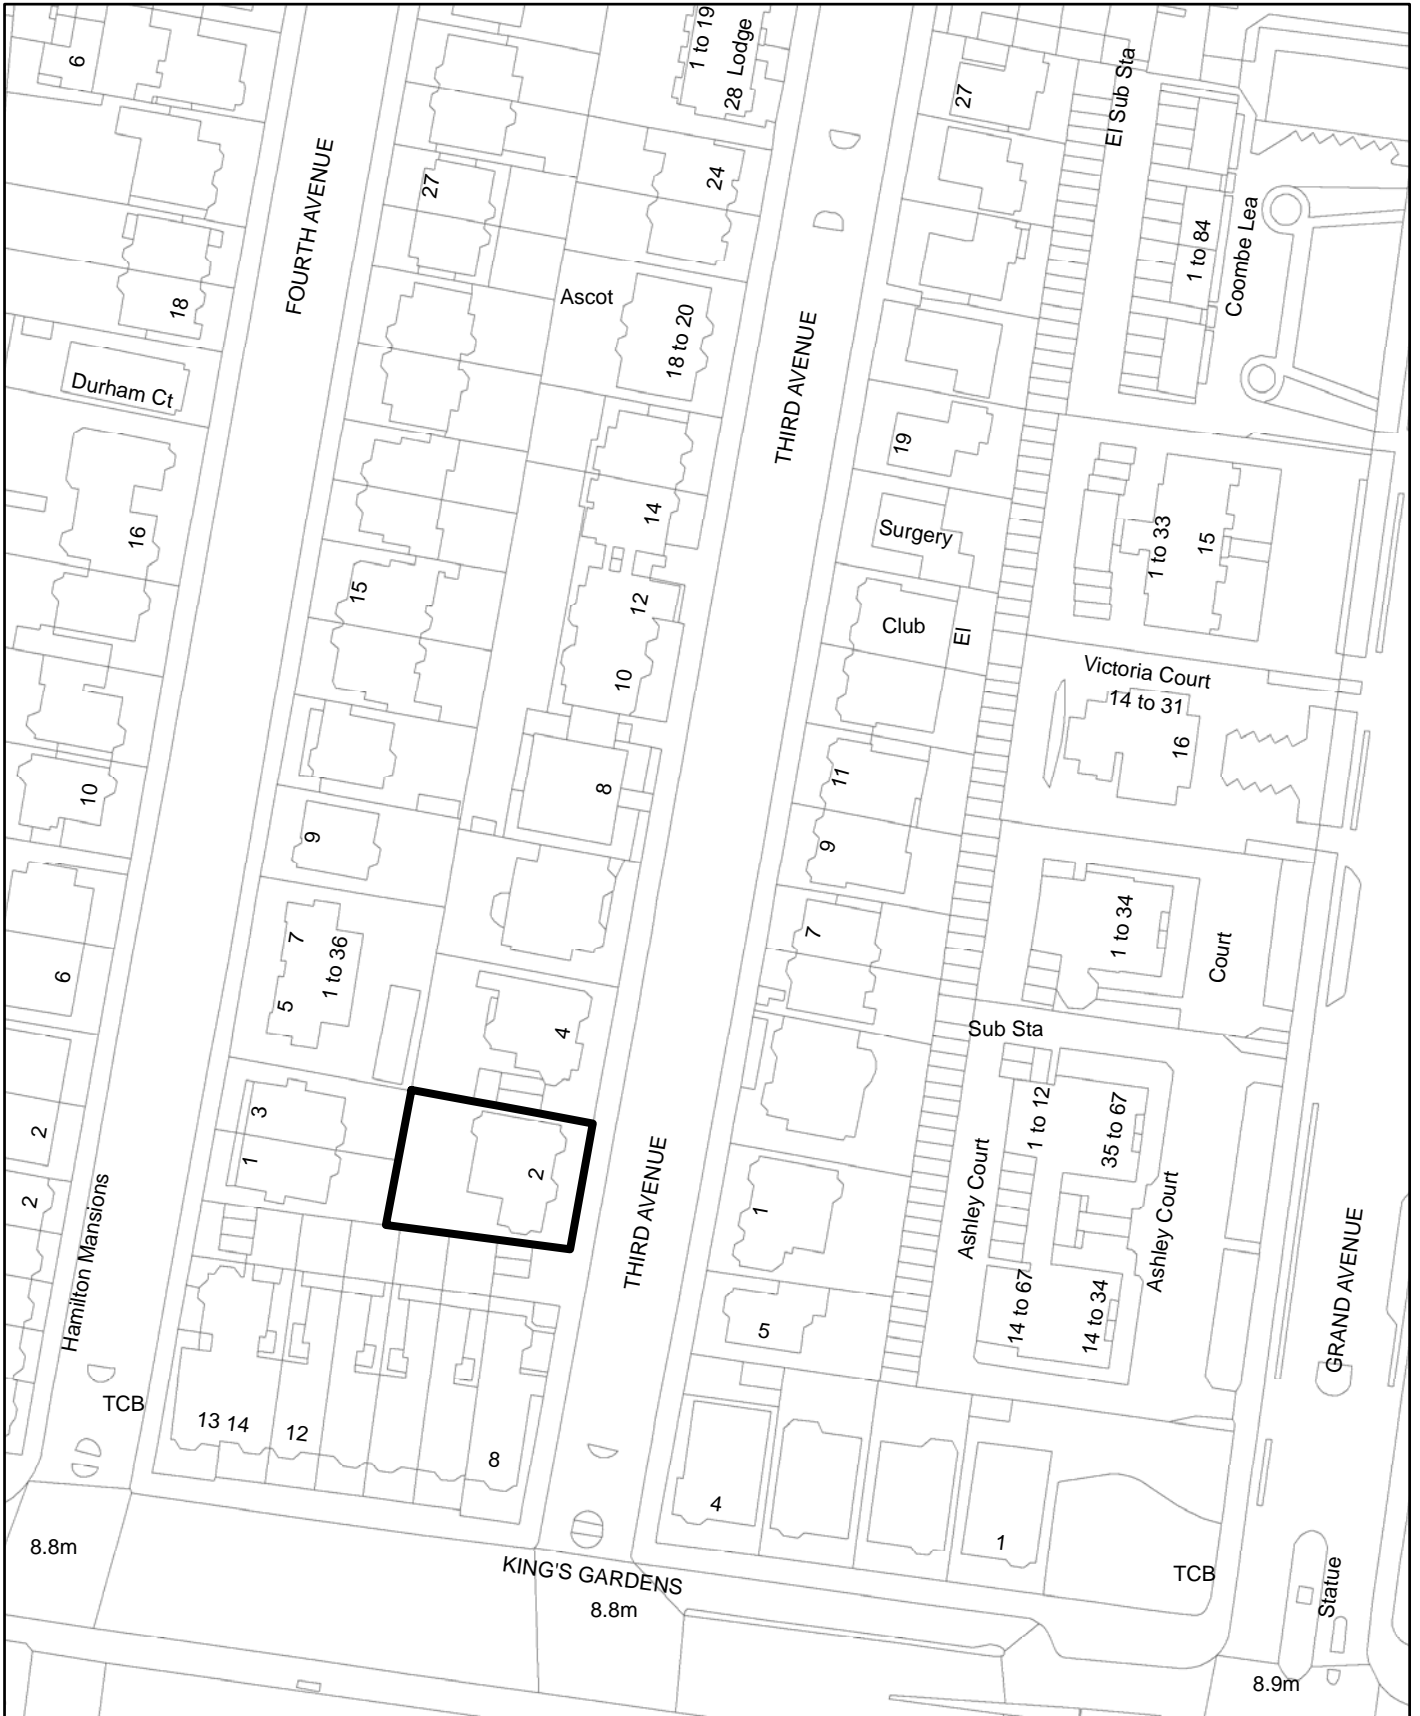 6
1 to 19
28 Lodge
El Sub Sta
27
FOURTH AVENUE
27
24
1 to 84
Coombe Lea
18
Ascot
18 to 20
THIRD AVENUE
Durham Ct
19
16
14
Surgery
1 to 33
15
15
12
Club
El
10
Victoria Court
14 to 31
16
10
8
11
9
9
7
1 to 36
5
6
7
1 to 34
Court
4
Sub Sta
3
1
2
2
2
THIRD AVENUE
1
Ashley Court
1 to 12
35 to 67
Ashley Court
Hamilton Mansions
14 to 67
14 to 34
GRAND AVENUE
5
TCB
13 14
12
8
4
1
8.8m
KING'S GARDENS
8.8m
TCB
Statue
8.9m